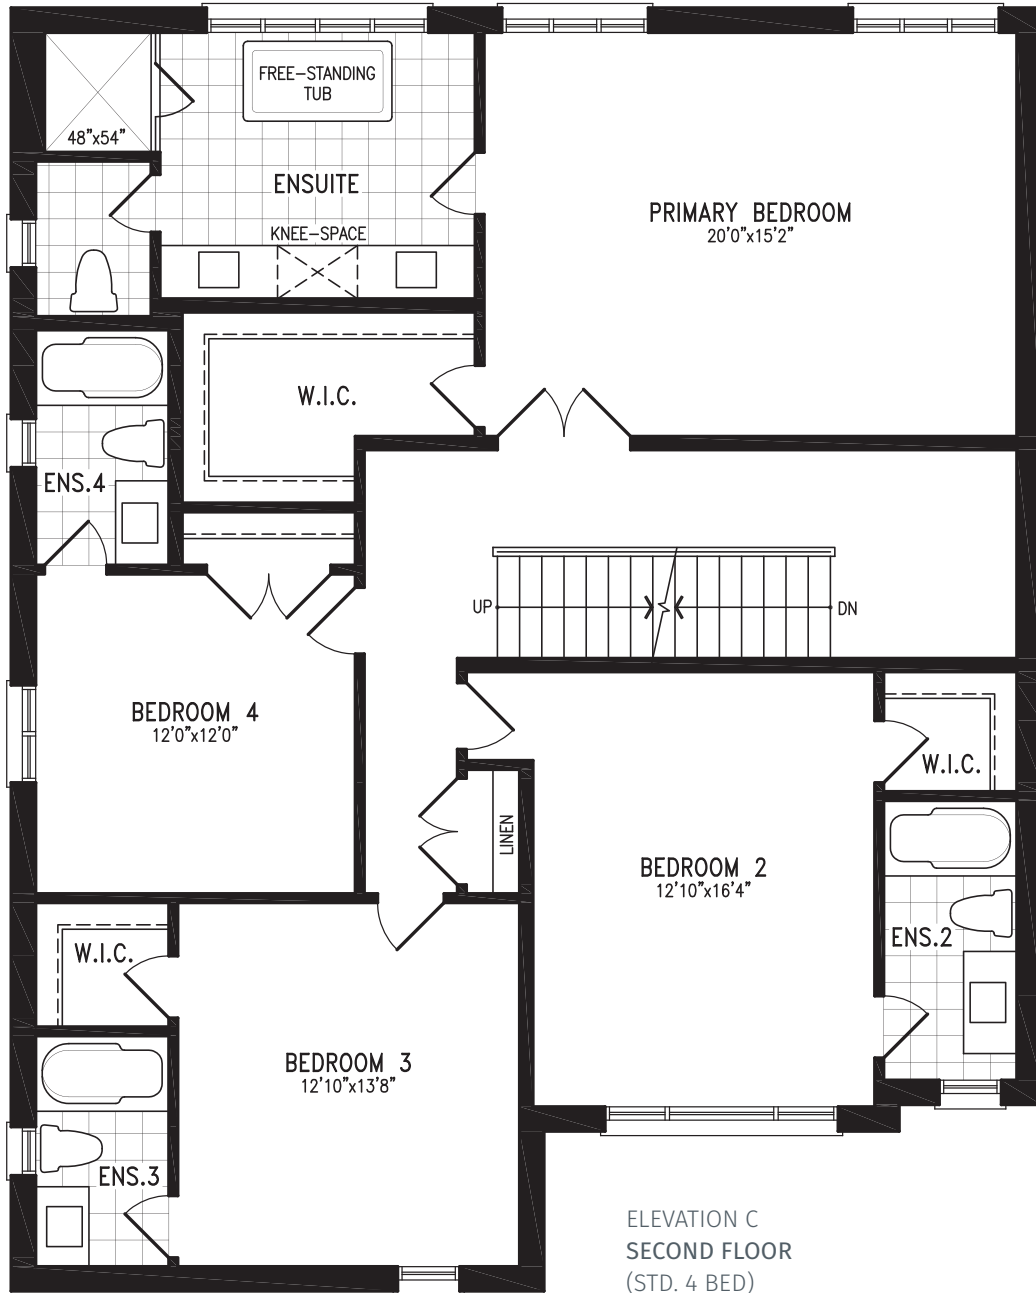 FREE-STANDING
TUB
48"x54"
ENSUITE
KNEE-SPACE
PRIMARY BEDROOM
20'0"x15'2"
W.I.C.
ENS.4
UP
DN
BEDROOM 4
12'0"x12'0"
W.I.C.
LINEN
BEDROOM 2
12'10"x16'4"
ENS.2
W.I.C.
BEDROOM 3
12'10"x13'8"
ENS.3
ELEVATION C
SECOND FLOOR
(STD. 4 BED)